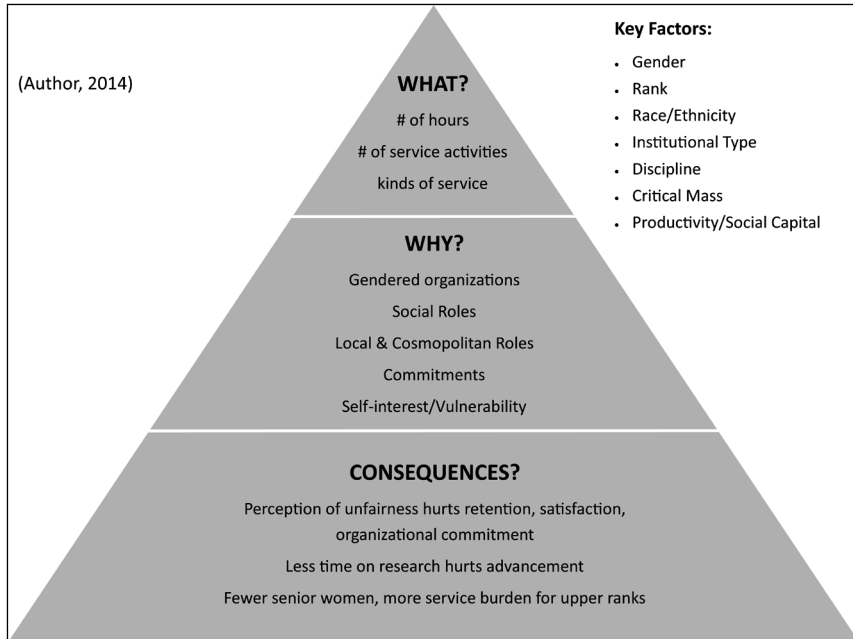 (Author, 2014)
WHAT?
# of hours
# of service activities
kinds of service
Key Factors:
• Gender
• Rank
• Race/Ethnicity
• Institutional Type
• Discipline
• Critical Mass
• Productivity/Social Capital
WHY?
Gendered organizations
Social Roles
Local & Cosmopolitan Roles
Commitments
Self-interest/Vulnerability
CONSEQUENCES?
Perception of unfairness hurts retention, satisfaction,
organizational commitment
Less time on research hurts advancement
Fewer senior women, more service burden for upper ranks